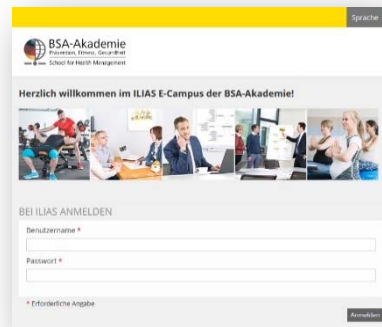 Sprache
BSA-Akademie
Prävention, Fitness, Gesundheit
School for Health Management
Herzlich willkommen im ILIAS E-Campus der BSA-Akademie!
BEI ILIAS ANMELDEN
Benutzername *
Passwort *
* Erforderliche Angabe
Anmelden